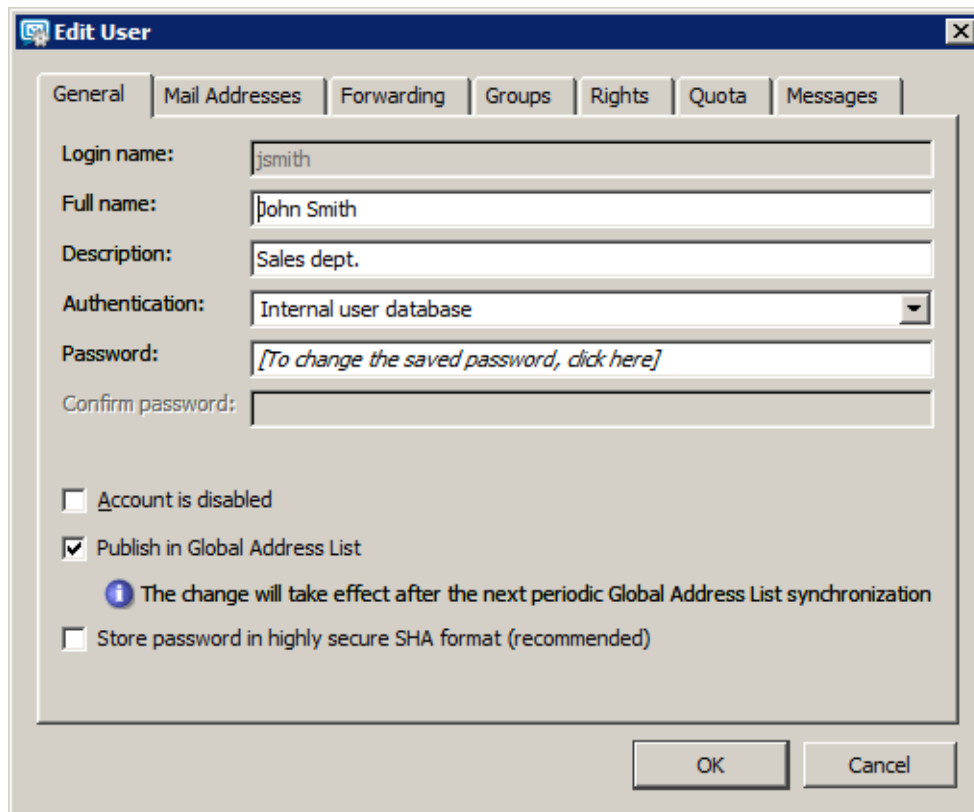 Edit User
General Mail Addresses Forwarding Groups Rights Quota Messages
Login name: jsmith
Full name: John Smith
Description: Sales dept.
Authentication: Internal user database
Password: [To change the saved password, click here]
Confirm password:
Account is disabled
Publish in Global Address List
The change will take effect after the next periodic Global Address List synchronization
Store password in highly secure SHA format (recommended)
OK Cancel